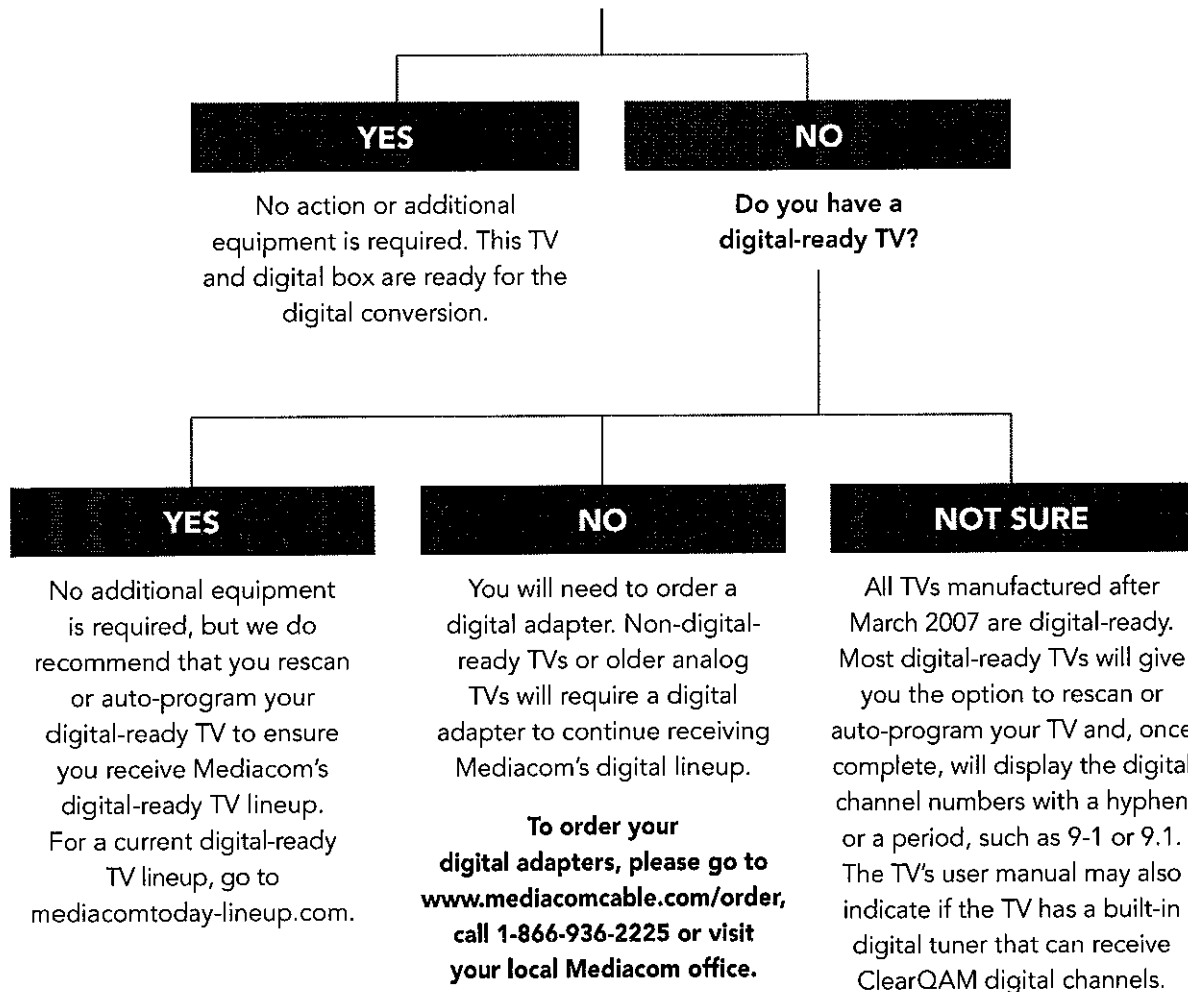 YES
No action or additional
equipment is required. This TV
and digital box are ready for the
digital conversion.
NO
Do you have a
digital-ready TV?
YES
No additional equipment
is required, but we do
recommend that you rescan
or auto-program your
digital-ready TV to ensure
you receive Mediacom's
digital-ready TV lineup.
For a current digital-ready
TV lineup, go to
mediacomtoday-lineup.com.
NO
You will need to order a
digital adapter. Non-digital-
ready TVs or older analog
TVs will require a digital
adapter to continue receiving
Mediacom's digital lineup.
To order your
digital adapters, please go to
www.mediacomcable.com/order,
call 1-866-936-2225 or visit
your local Mediacom office.
NOT SURE
All TVs manufactured after
March 2007 are digital-ready.
Most digital-ready TVs will give
you the option to rescan or
auto-program your TV and, once
complete, will display the digital
channel numbers with a hyphen
or a period, such as 9-1 or 9.1.
The TV's user manual may also
indicate if the TV has a built-in
digital tuner that can receive
ClearQAM digital channels.